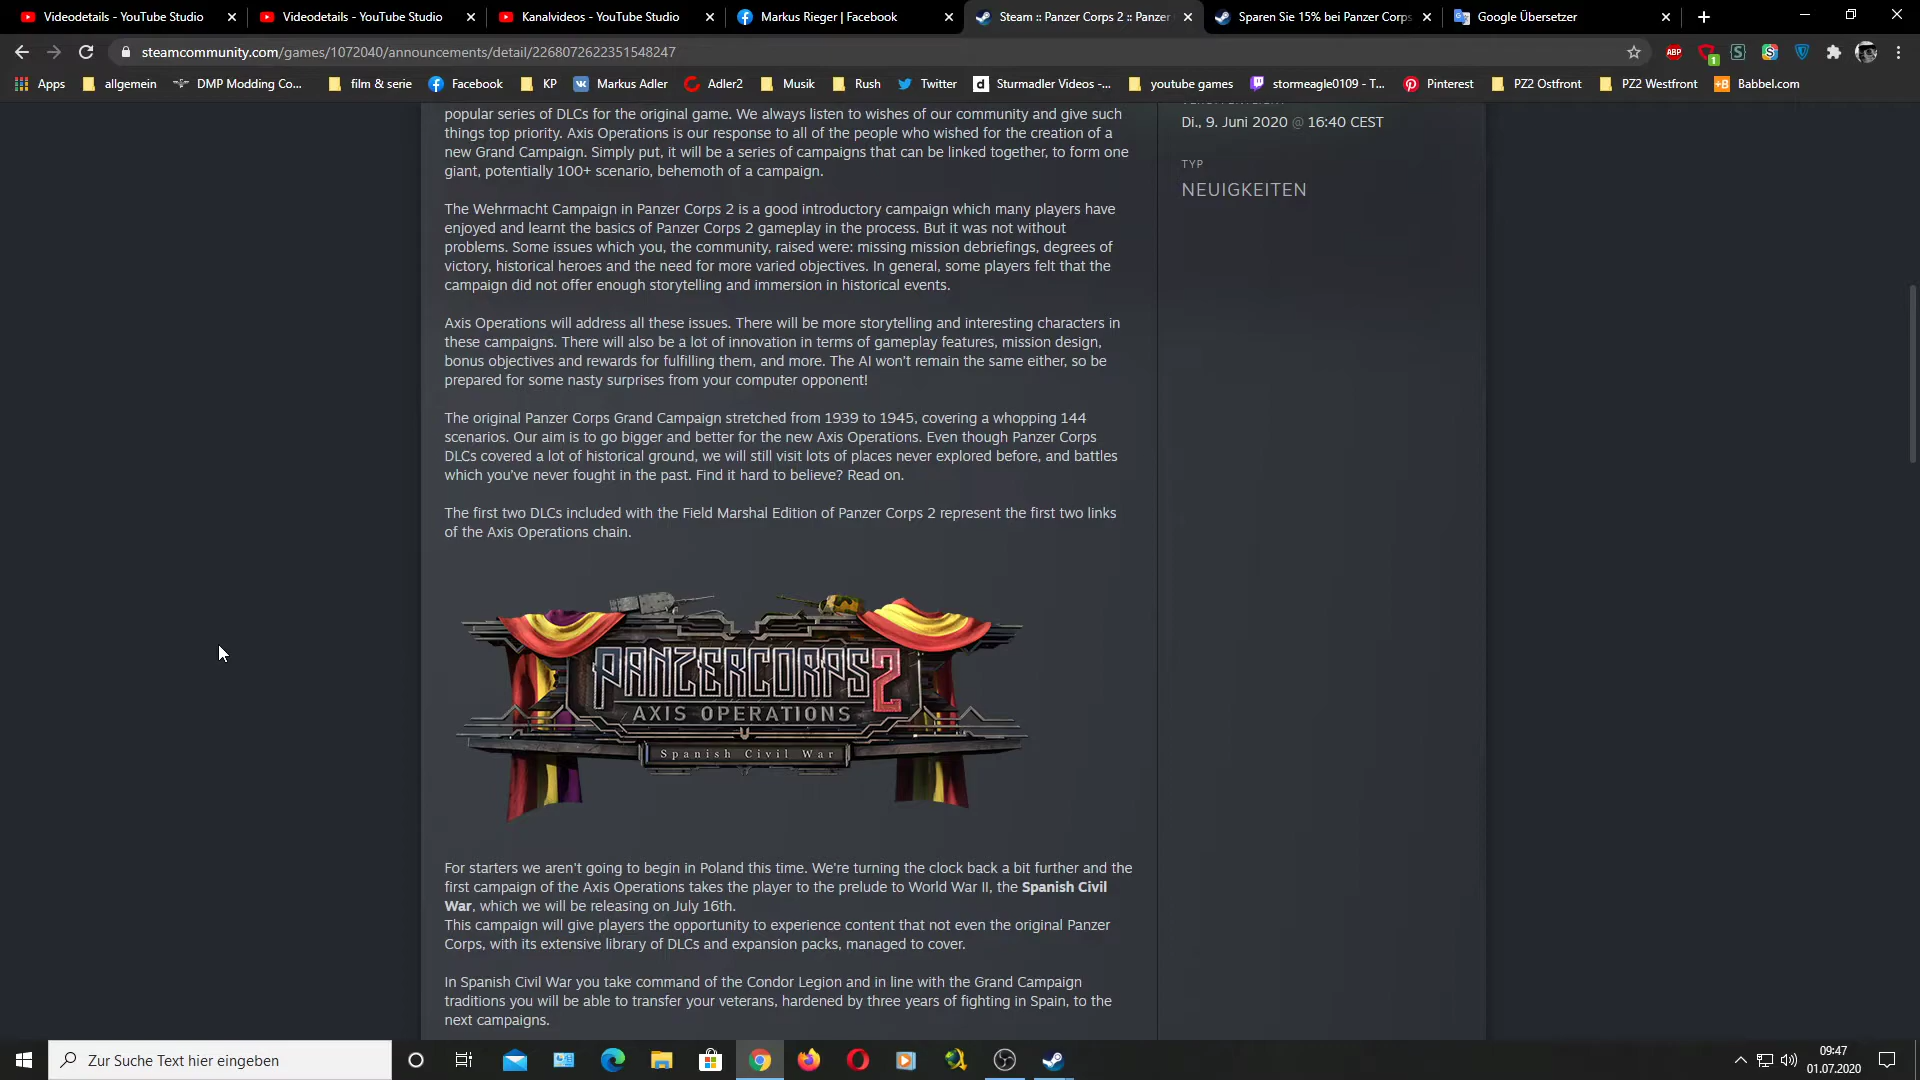 Videodetails - YouTube Studio
Videodetails - YouTube Studio
Kanalvideos - YouTube Studio
Markus Rieger | Facebook
Steam :: Panzer Corps 2 :: Panzer
Sparen Sie 15% bei Panzer Corps
Google Übersetzer
steamcommunity.com/games/1072040/announcements/detail/2268072622351548247
ABP
1
Apps
allgemein
DMP Modding Co...
film & serie
Facebook
KP
Markus Adler
Adler2
Musik
Rush
Twitter
Sturmadler Videos -...
youtube games
stormeagle0109 - T...
Pinterest
PZ2 Ostfront
PZ2 Westfront
Babbel.com
popular series of DLCs for the original game. We always listen to wishes of our community and give such
things top priority. Axis Operations is our response to all of the people who wished for the creation of a
new Grand Campaign. Simply put, it will be a series of campaigns that can be linked together, to form one
giant, potentially 100+ scenario, behemoth of a campaign.
The Wehrmacht Campaign in Panzer Corps 2 is a good introductory campaign which many players have
enjoyed and learnt the basics of Panzer Corps 2 gameplay in the process. But it was not without
problems. Some issues which you, the community, raised were: missing mission debriefings, degrees of
victory, historical heroes and the need for more varied objectives. In general, some players felt that the
campaign did not offer enough storytelling and immersion in historical events.
Axis Operations will address all these issues. There will be more storytelling and interesting characters in
these campaigns. There will also be a lot of innovation in terms of gameplay features, mission design,
bonus objectives and rewards for fulfilling them, and more. The AI won't remain the same either, so be
prepared for some nasty surprises from your computer opponent!
The original Panzer Corps Grand Campaign stretched from 1939 to 1945, covering a whopping 144
scenarios. Our aim is to go bigger and better for the new Axis Operations. Even though Panzer Corps
DLCs covered a lot of historical ground, we will still visit lots of places never explored before, and battles
which you've never fought in the past. Find it hard to believe? Read on.
The first two DLCs included with the Field Marshal Edition of Panzer Corps 2 represent the first two links
of the Axis Operations chain.
PANZERCORPS 2
AXIS OPERATIONS
Spanish Civil War
For starters we aren't going to begin in Poland this time. We're turning the clock back a bit further and the
first campaign of the Axis Operations takes the player to the prelude to World War II, the Spanish Civil
War, which we will be releasing on July 16th.
This campaign will give players the opportunity to experience content that not even the original Panzer
Corps, with its extensive library of DLCs and expansion packs, managed to cover.
In Spanish Civil War you take command of the Condor Legion and in line with the Grand Campaign
traditions you will be able to transfer your veterans, hardened by three years of fighting in Spain, to the
next campaigns.
Di., 9. Juni 2020 @ 16:40 CEST
TYP
NEUIGKEITEN
Zur Suche Text hier eingeben
09:47
01.07.2020